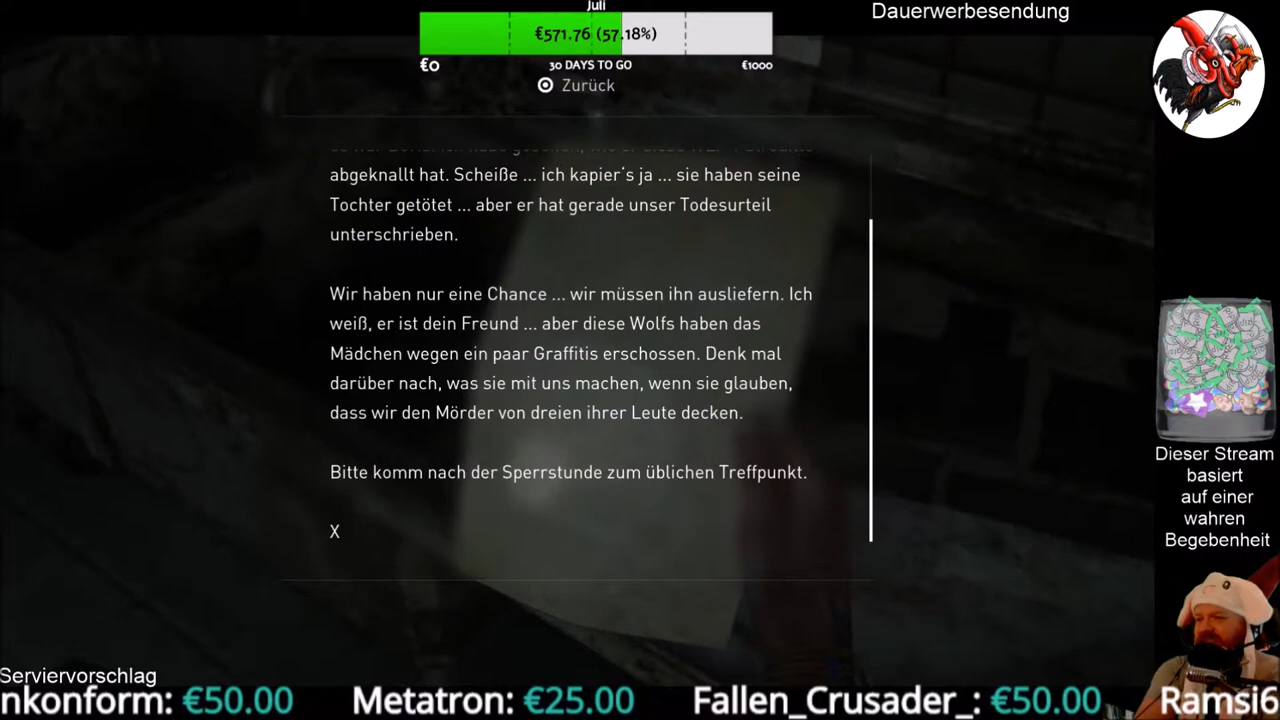 Juli
Dauerwerbesendung
€571.76 (57.18%)
€0
30 DAYS TO GO
€1000
Zurück
abgeknallt hat. Scheiße ... ich kapier's ja ... sie haben seine
Tochter getötet ... aber er hat gerade unser Todesurteil
unterschrieben.
Wir haben nur eine Chance ... wir müssen ihn ausliefern. Ich
weiß, er ist dein Freund ... aber diese Wolfs haben das
Mädchen wegen ein paar Graffitis erschossen. Denk mal
darüber nach, was sie mit uns machen, wenn sie glauben,
dass wir den Mörder von dreien ihrer Leute decken.
Bitte komm nach der Sperrstunde zum üblichen Treffpunkt.
X
Dieser Stream
basiert
auf einer
wahren
Begebenheit
Serviervorschlag
nkonform: €50.00 Metatron: €25.00 Fallen_Crusader_: €50.00 Ramsi6